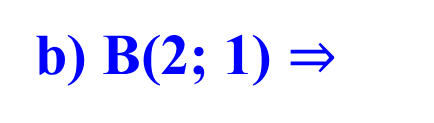 b) B(2; 1) ⇒